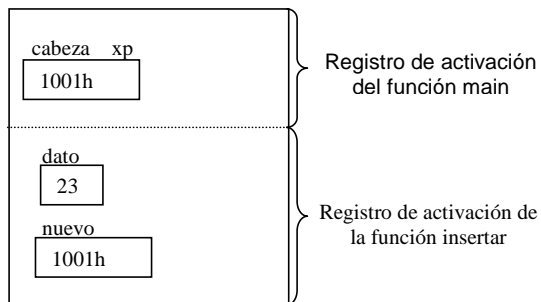 cabeza xp
1001h
Registro de activación
del función main
dato
23
nuevo
1001h
Registro de activación de
la función insertar